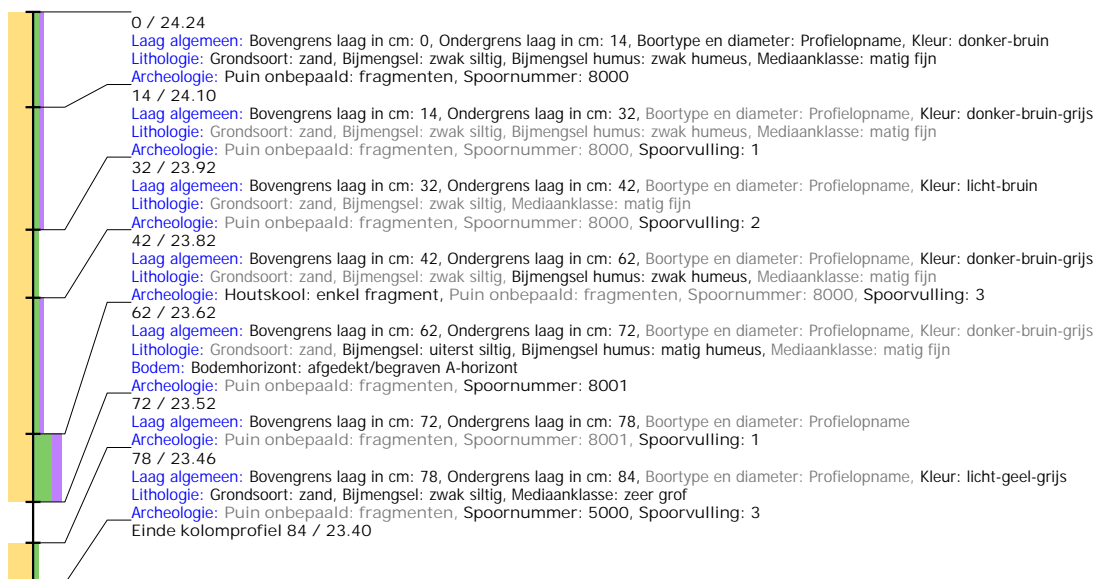 0 / 24.24
Laag algemeen: Bovengrens laag in cm: 0, Ondergrens laag in cm: 14, Boortype en diameter: Profielopname, Kleur: donker-bruin
Lithologie: Grondsoort: zand, Bijmengsel: zwak siltig, Bijmengsel humus: zwak humeus, Mediaanklasse: matig fijn
Archeologie: Puin onbepaald: fragmenten, Spoornummer: 8000
14 / 24.10
Laag algemeen: Bovengrens laag in cm: 14, Ondergrens laag in cm: 32, Boortype en diameter: Profielopname, Kleur: donker-bruin-grijs
Lithologie: Grondsoort: zand, Bijmengsel: zwak siltig, Bijmengsel humus: zwak humeus, Mediaanklasse: matig fijn
Archeologie: Puin onbepaald: fragmenten, Spoornummer: 8000, Spoorvulling: 1
32 / 23.92
Laag algemeen: Bovengrens laag in cm: 32, Ondergrens laag in cm: 42, Boortype en diameter: Profielopname, Kleur: licht-bruin
Lithologie: Grondsoort: zand, Bijmengsel: zwak siltig, Mediaanklasse: matig fijn
Archeologie: Puin onbepaald: fragmenten, Spoornummer: 8000, Spoorvulling: 2
42 / 23.82
Laag algemeen: Bovengrens laag in cm: 42, Ondergrens laag in cm: 62, Boortype en diameter: Profielopname, Kleur: donker-bruin-grijs
Lithologie: Grondsoort: zand, Bijmengsel: zwak siltig, Bijmengsel humus: zwak humeus, Mediaanklasse: matig fijn
Archeologie: Houtskool: enkel fragment, Puin onbepaald: fragmenten, Spoornummer: 8000, Spoorvulling: 3
62 / 23.62
Laag algemeen: Bovengrens laag in cm: 62, Ondergrens laag in cm: 72, Boortype en diameter: Profielopname, Kleur: donker-bruin-grijs
Lithologie: Grondsoort: zand, Bijmengsel: uiterst siltig, Bijmengsel humus: matig humeus, Mediaanklasse: matig fijn
Bodem: Bodemhorizont: afgedekt/begraven A-horizont
Archeologie: Puin onbepaald: fragmenten, Spoornummer: 8001
72 / 23.52
Laag algemeen: Bovengrens laag in cm: 72, Ondergrens laag in cm: 78, Boortype en diameter: Profielopname
Archeologie: Puin onbepaald: fragmenten, Spoornummer: 8001, Spoorvulling: 1
78 / 23.46
Laag algemeen: Bovengrens laag in cm: 78, Ondergrens laag in cm: 84, Boortype en diameter: Profielopname, Kleur: licht-geel-grijs
Lithologie: Grondsoort: zand, Bijmengsel: zwak siltig, Mediaanklasse: zeer grof
Archeologie: Puin onbepaald: fragmenten, Spoornummer: 5000, Spoorvulling: 3
Einde kolomprofiel 84 / 23.40